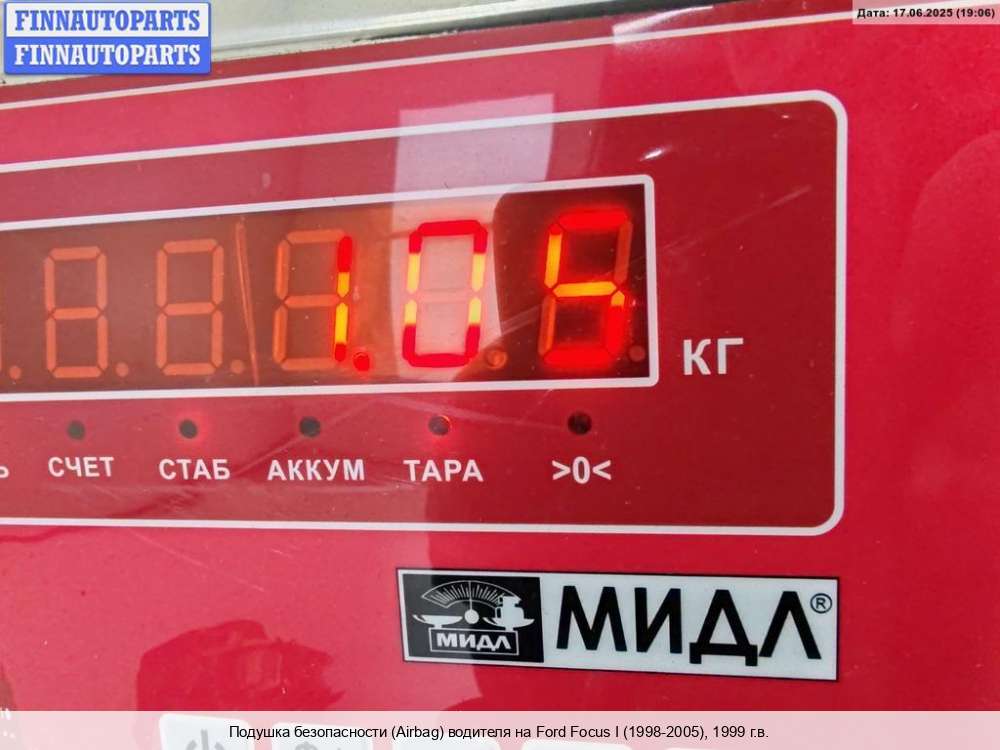 FINNAUTOPARTS
FINNAUTOPARTS
Дата: 17.06.2025 (19:06)
1.05
КГ
СЧЕТ СТАБ АККУМ ТАРА >0<
МИДЛ МИДЛ®
Подушка безопасности (Airbag) водителя на Ford Focus I (1998-2005), 1999 г.в.